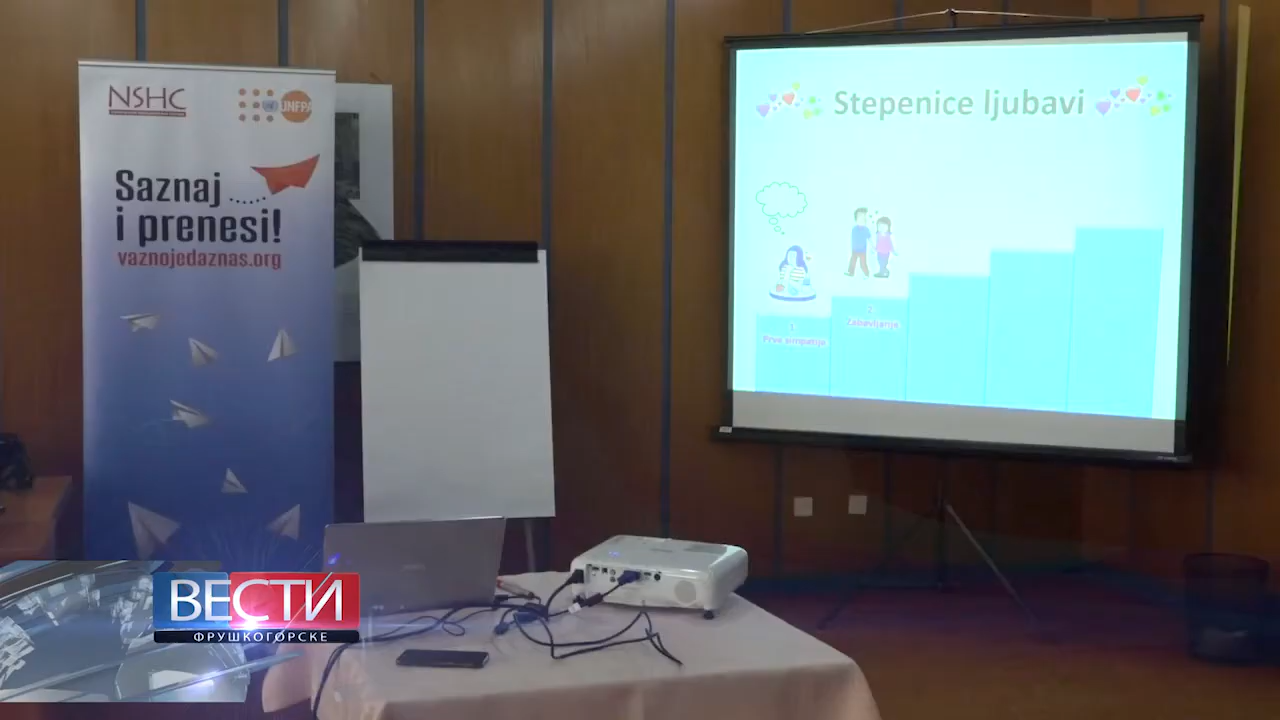 NSHC
UNFPA
Saznaj
i prenesi!
vaznojedaznas.org
Stepenice ljubavi
1.
Prve simpatije
2.
Zabavljanje
ВЕСТИ
ФРУШКОГОРСКЕ